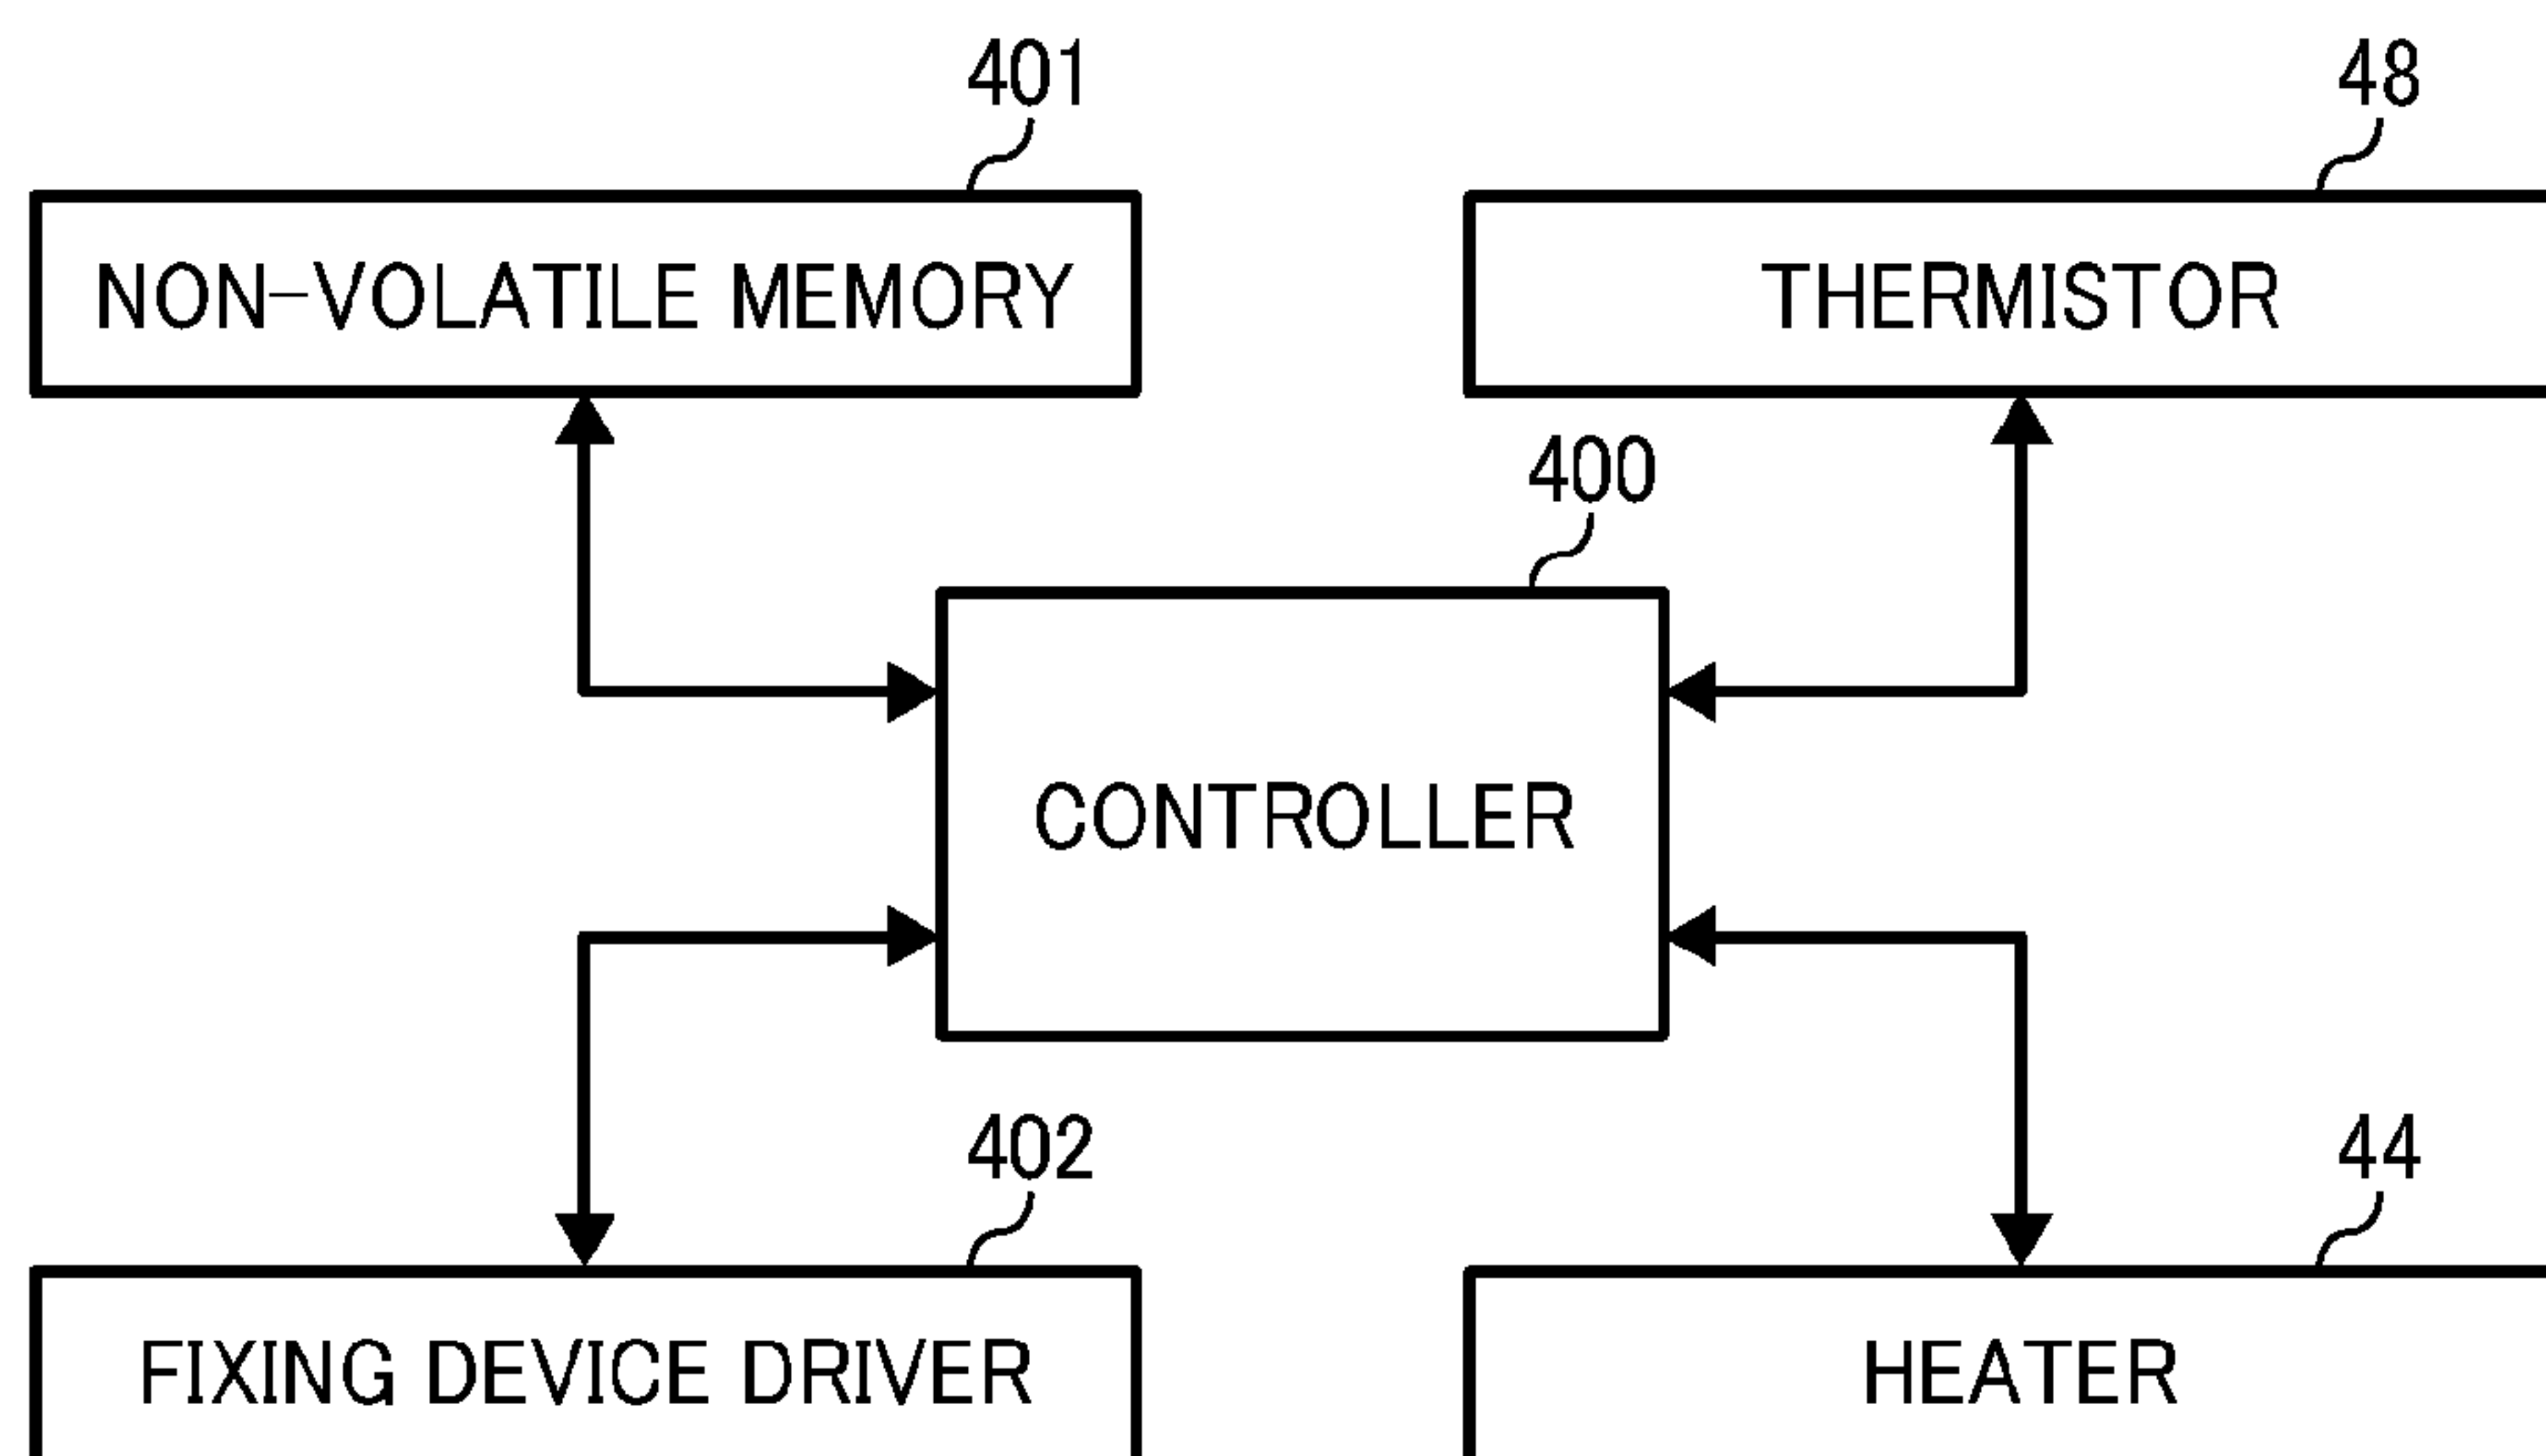 401
48
NON-VOLATILE MEMORY
THERMISTOR
400
CONTROLLER
402
44
FIXING DEVICE DRIVER
HEATER